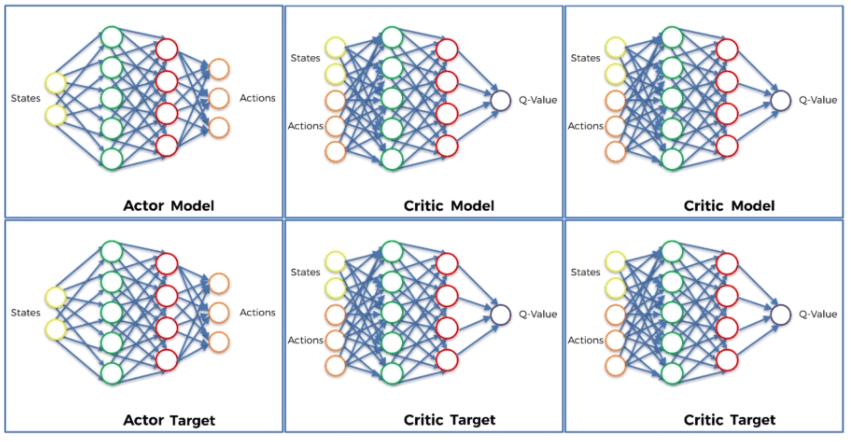 States
Actions
Actor Model
States
Actions
Q-Value
Critic Model
States
Actions
Q-Value
Critic Model
States
Actions
Actor Target
States
Actions
Q-Value
Critic Target
States
Actions
Q-Value
Critic Target